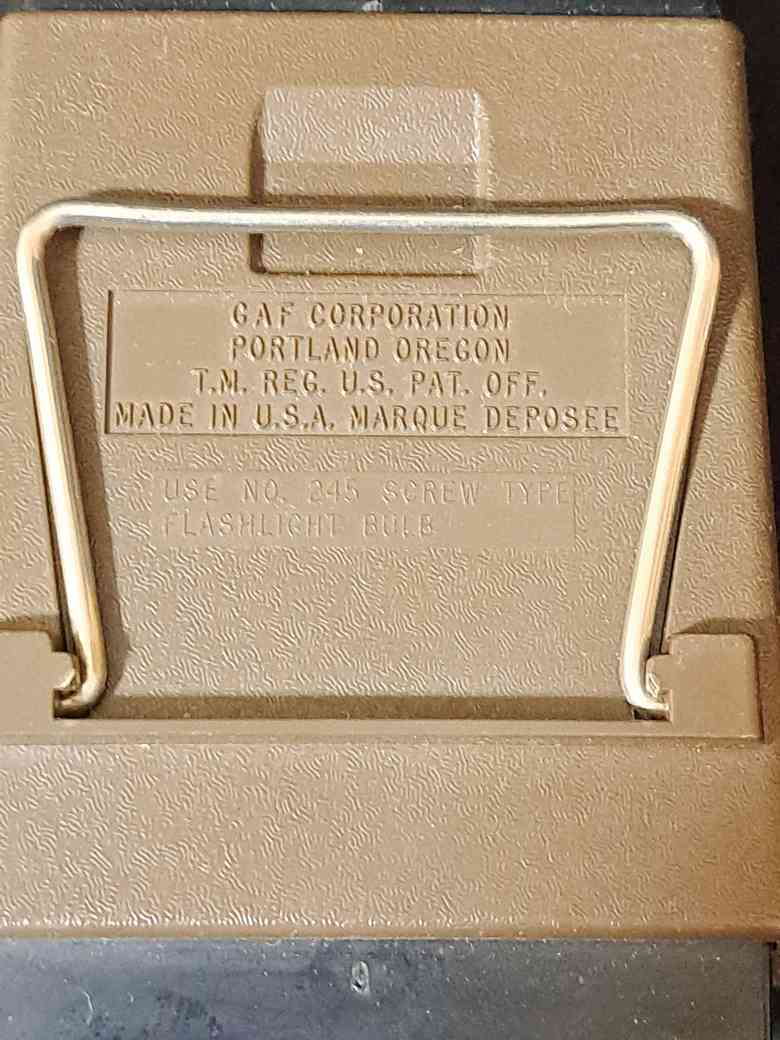 GAF CORPORATION
PORTLAND OREGON
T.M. REG. U.S. PAT. OFF.
MADE IN U.S.A. MARQUE DEPOSEE
USE NO. 245 SCREW TYPE
FLASHLIGHT BULB